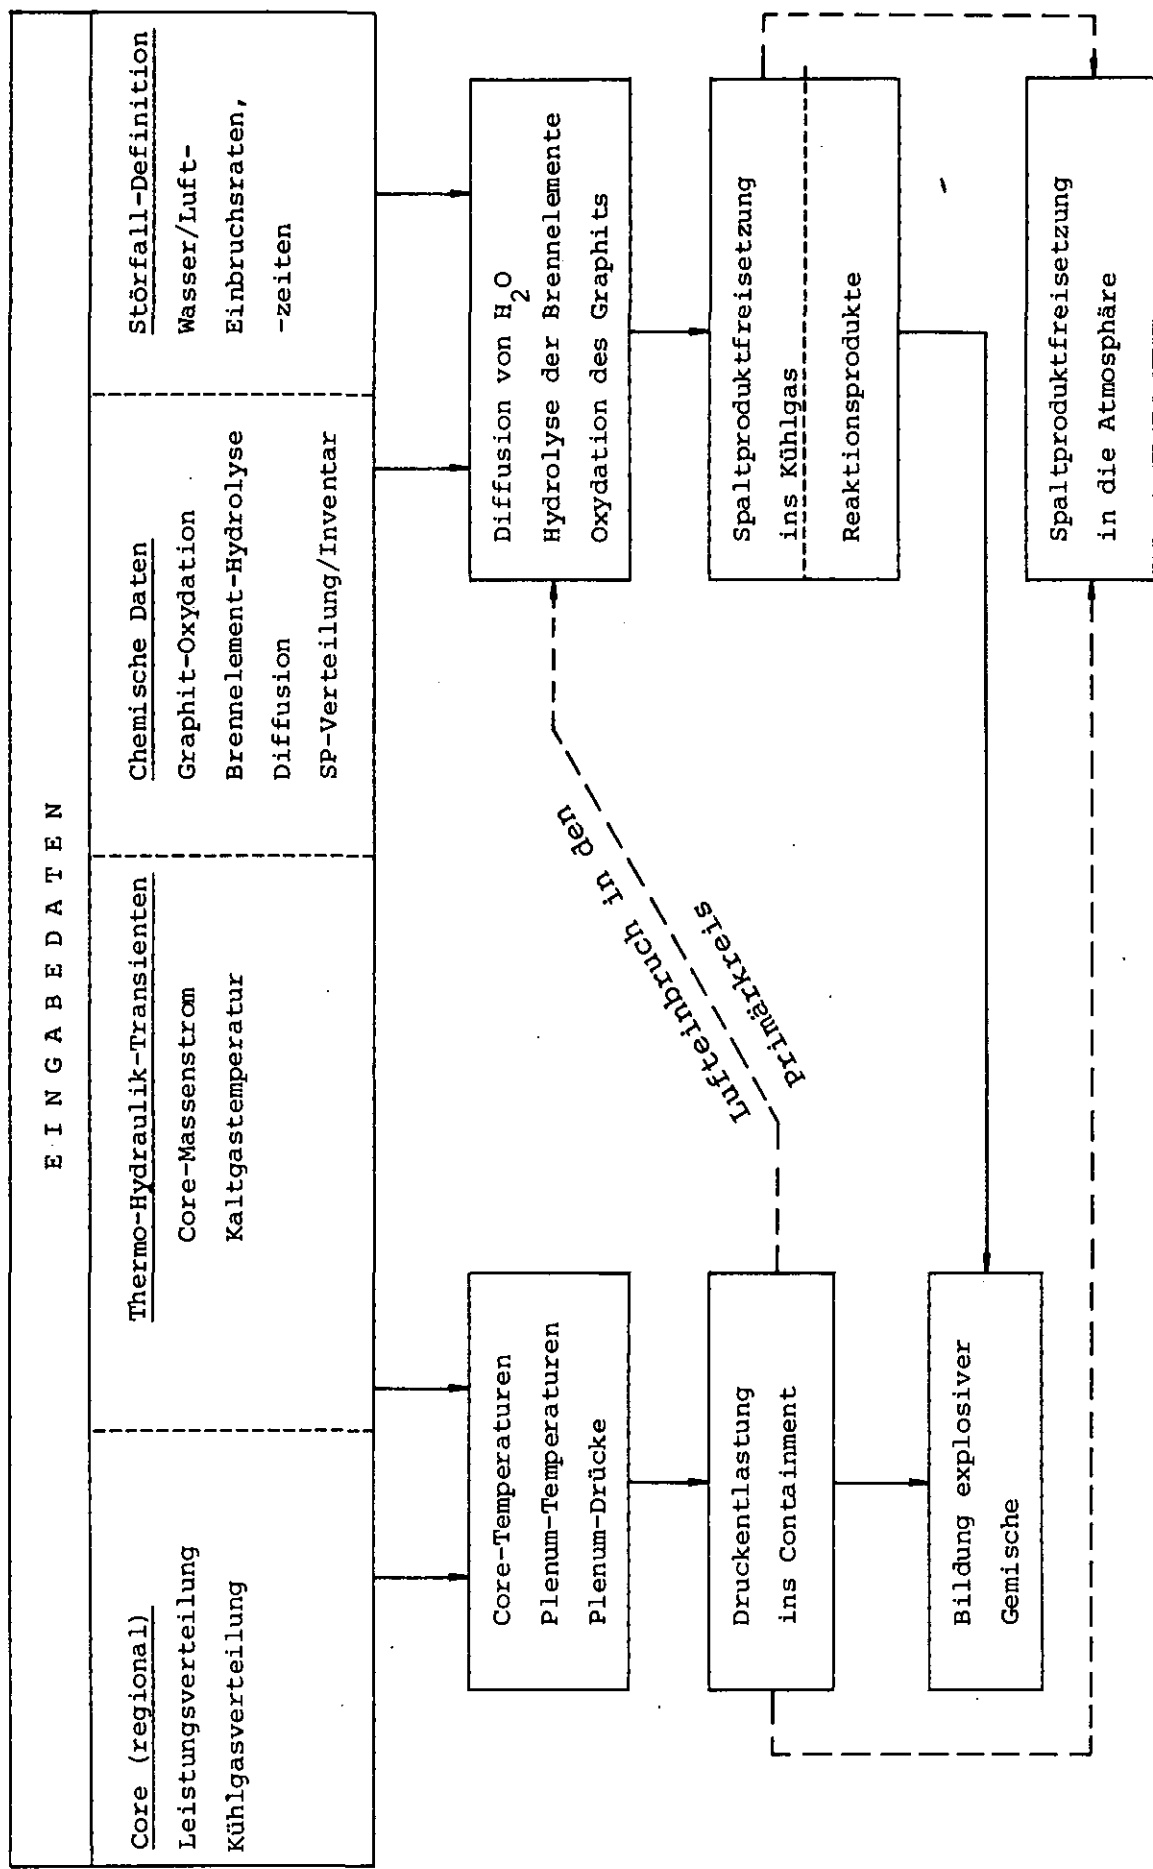 EINGABEDATEN
Core (regional)
Leistungsverteilung
Kühlgasverteilung
Thermo-Hydraulik-Transienten
Core-Massenstrom
Kaltgastemperatur
Chemische Daten
Graphit-Oxydation
Brennelement-Hydrolyse
Diffusion
SP-Verteilung/Inventar
Störfall-Definition
Wasser/Luft-
Einbruchsraten,
-zeiten
Core-Temperaturen
Plenum-Temperaturen
Plenum-Drücke
Diffusion von H2O
Hydrolyse der Brennelemente
Oxydation des Graphits
Lufteinbruch in den
Primärkreis
Druckentlastung
ins Containment
Spaltproduktfreisetzung
ins Kühlgas
Reaktionsprodukte
Bildung explosiver
Gemische
Spaltproduktfreisetzung
in die Atmosphäre